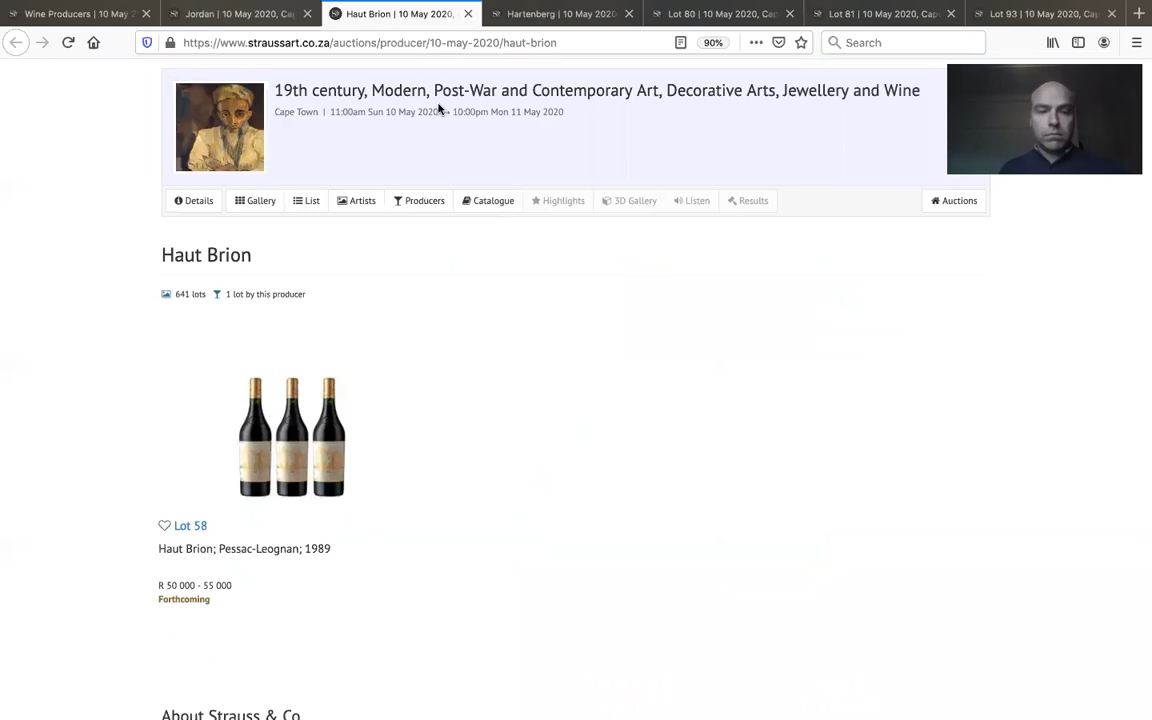 Wine Producers | 10 May 2
Jordan | 10 May 2020, Ca
Haut Brion | 10 May 2020,
Hartenberg | 10 May 2020
Lot 80 | 10 May 2020, Cap
Lot 81 | 10 May 2020, Cap
Lot 93 | 10 May 2020, Cap
https://www.straussart.co.za/auctions/producer/10-may-2020/haut-brion
90%
Search
19th century, Modern, Post-War and Contemporary Art, Decorative Arts, Jewellery and Wine
Cape Town | 11:00am Sun 10 May 2020 10:00pm Mon 11 May 2020
Details
Gallery
List
Artists
Producers
Catalogue
Highlights
3D Gallery
Listen
Results
Auctions
Haut Brion
641 lots 1 lot by this producer
Lot 58
Haut Brion; Pessac-Leognan; 1989
R 50 000 - 55 000
Forthcoming
About Strauss & Co